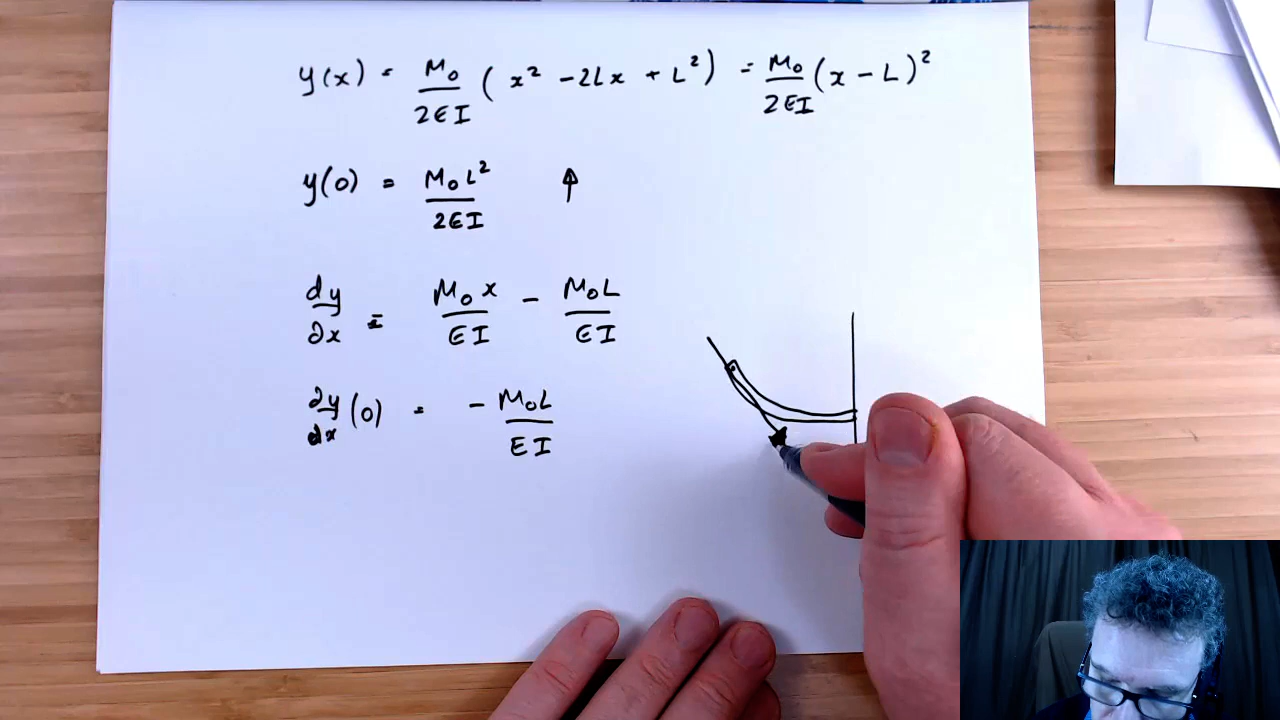 y(x) = M₀/2EI (x² - 2Lx + L²) = M₀/2EI (x - L)²
y(0) = M₀L²/2EI ↑
dy/dx = M₀x/EI - M₀L/EI
dy/dx (0) = - M₀L/EI